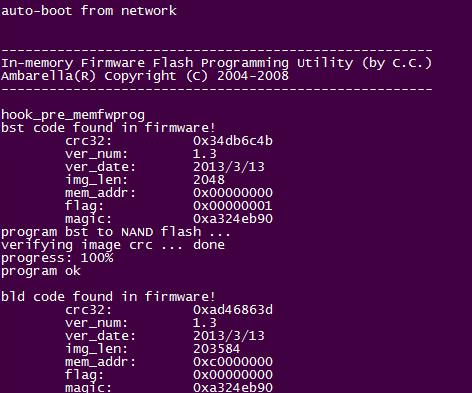 auto-boot from network
------------------------------------------------------
In-memory Firmware Flash Programming Utility (by C.C.)
Ambarella(R) Copyright (C) 2004-2008
------------------------------------------------------
hook_pre_memfwprog
bst code found in firmware!
crc32: 0x34db6c4b
ver_num: 1.3
ver_date: 2013/3/13
img_len: 2048
mem_addr: 0x00000000
flag: 0x00000001
magic: 0xa324eb90
program bst to NAND flash ...
verifying image crc ... done
progress: 100%
program ok
bld code found in firmware!
crc32: 0xad46863d
ver_num: 1.3
ver_date: 2013/3/13
img_len: 203584
mem_addr: 0xc0000000
flag: 0x00000000
magic: 0xa324eb90